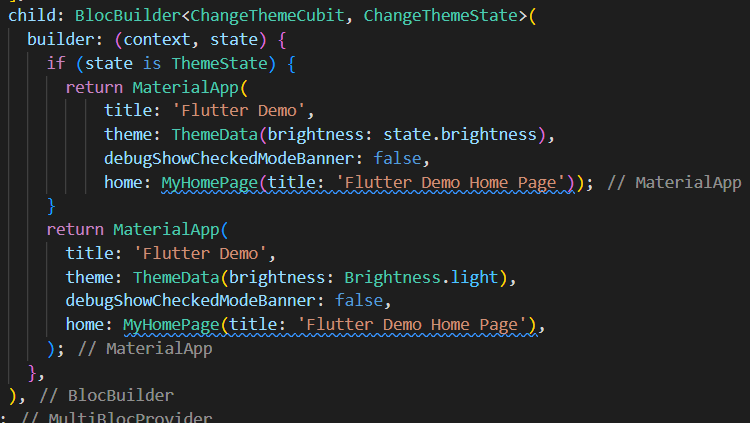 child: BlocBuilder<ChangeThemeCubit, ChangeThemeState>(
builder: (context, state) {
if (state is ThemeState) {
return MaterialApp(
title: 'Flutter Demo',
theme: ThemeData(brightness: state.brightness),
debugShowCheckedModeBanner: false,
home: MyHomePage(title: 'Flutter Demo Home Page')); // MaterialApp
}
return MaterialApp(
title: 'Flutter Demo',
theme: ThemeData(brightness: Brightness.light),
debugShowCheckedModeBanner: false,
home: MyHomePage(title: 'Flutter Demo Home Page'),
); // MaterialApp
},
), // BlocBuilder
; // MultiBlocProvider